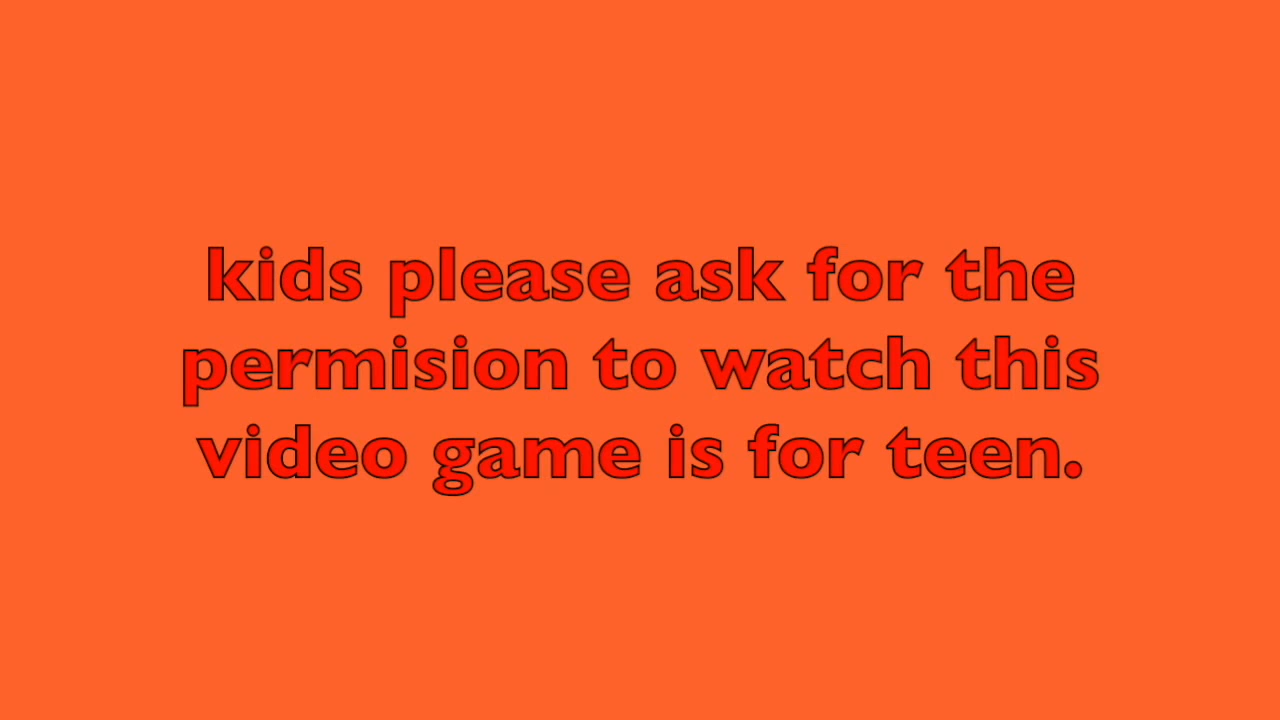 kids please ask for the
permision to watch this
video game is for teen.